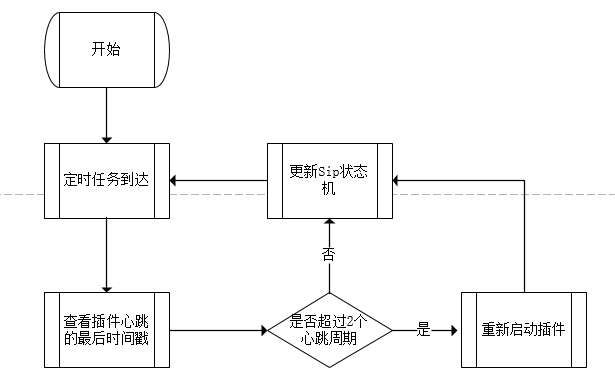 开始
定时任务到达
更新Sip状态
机
否
查看插件心跳
的最后时间戳
是否超过2个
心跳周期
是
重新启动插件